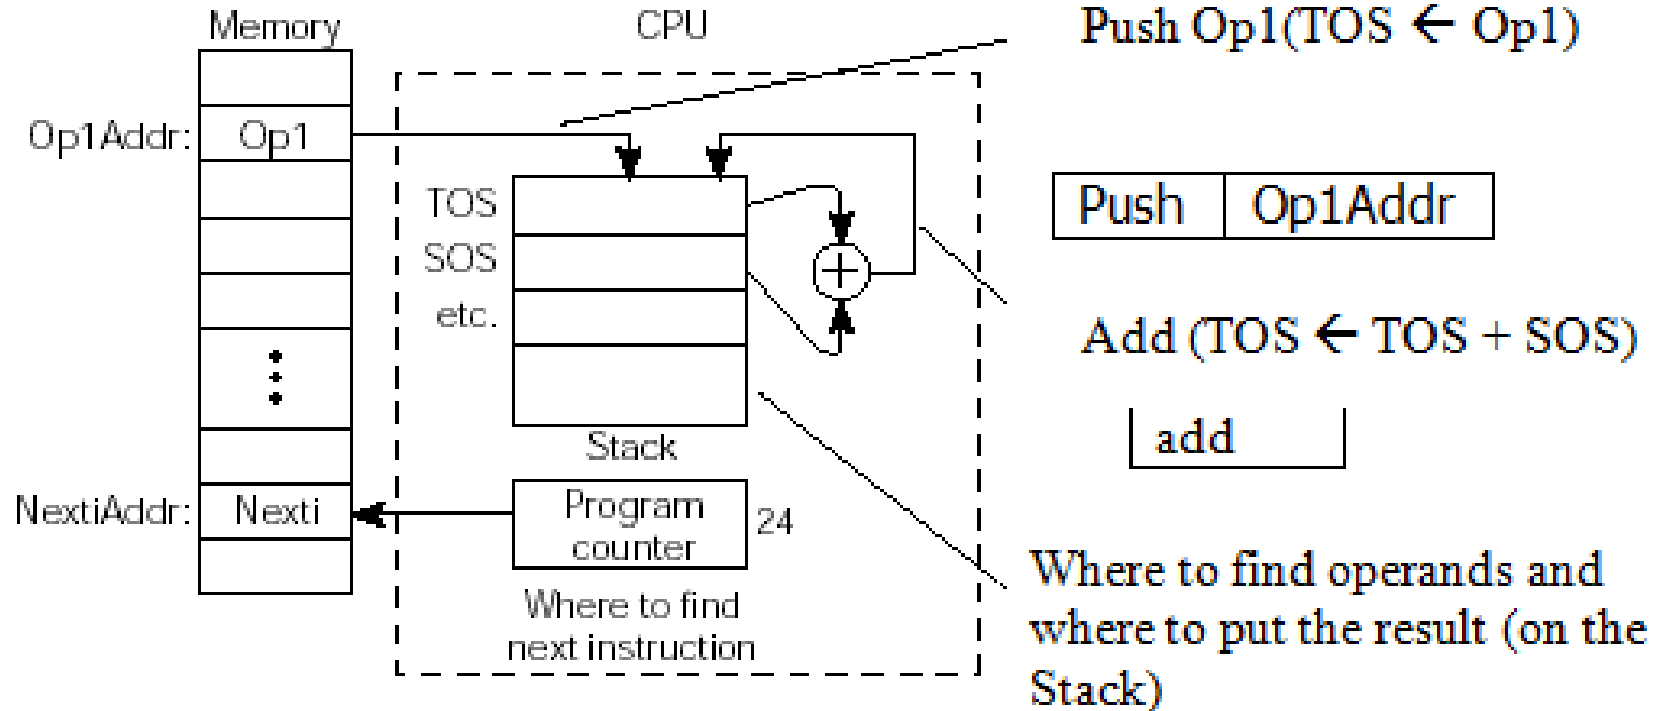 Memory
CPU
Push Op1(TOS ← Op1)
Op1Addr:
Op1
TOS
SOS
etc.
+
Push
Op1Addr
Add (TOS ← TOS + SOS)
add
Stack
NextiAddr:
Nexti
Program
counter
24
Where to find
next instruction
Where to find operands and
where to put the result (on the
Stack)